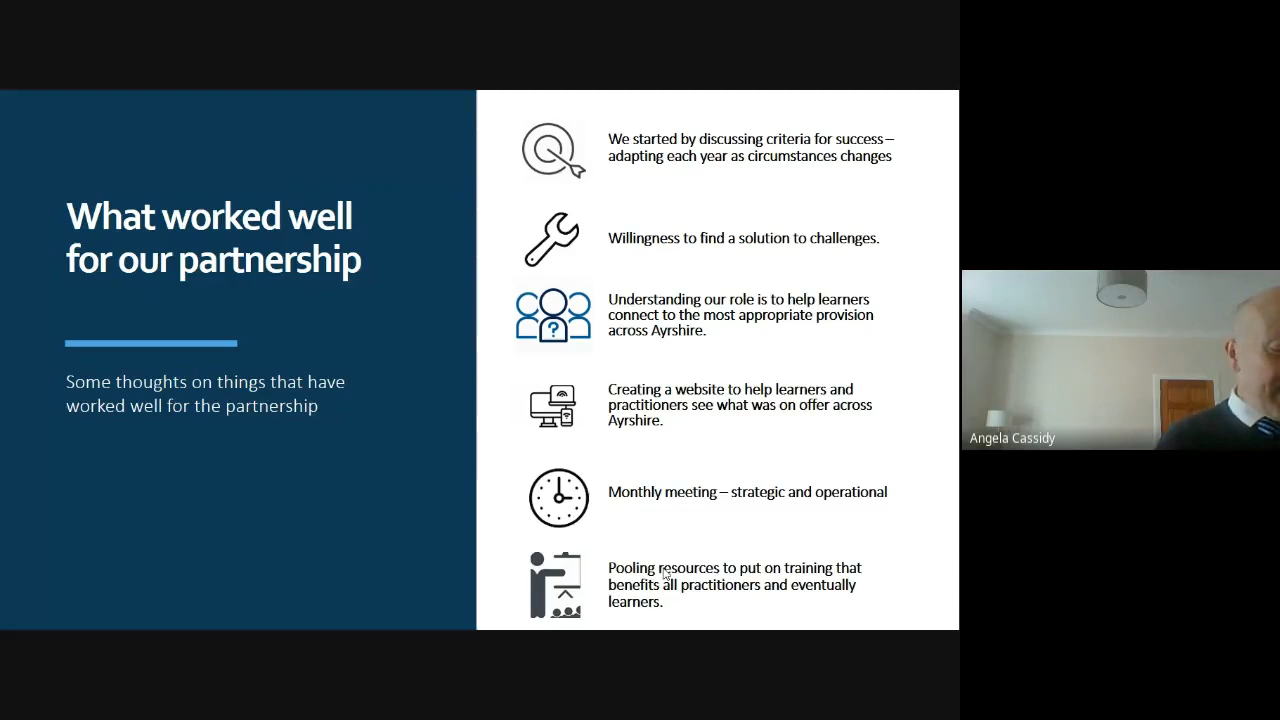 What worked well
for our partnership
Some thoughts on things that have
worked well for the partnership
We started by discussing criteria for success –
adapting each year as circumstances changes
Willingness to find a solution to challenges.
Understanding our role is to help learners
connect to the most appropriate provision
across Ayrshire.
Creating a website to help learners and
practitioners see what was on offer across
Ayrshire.
Monthly meeting – strategic and operational
Pooling resources to put on training that
benefits all practitioners and eventually
learners.
?
Angela Cassidy